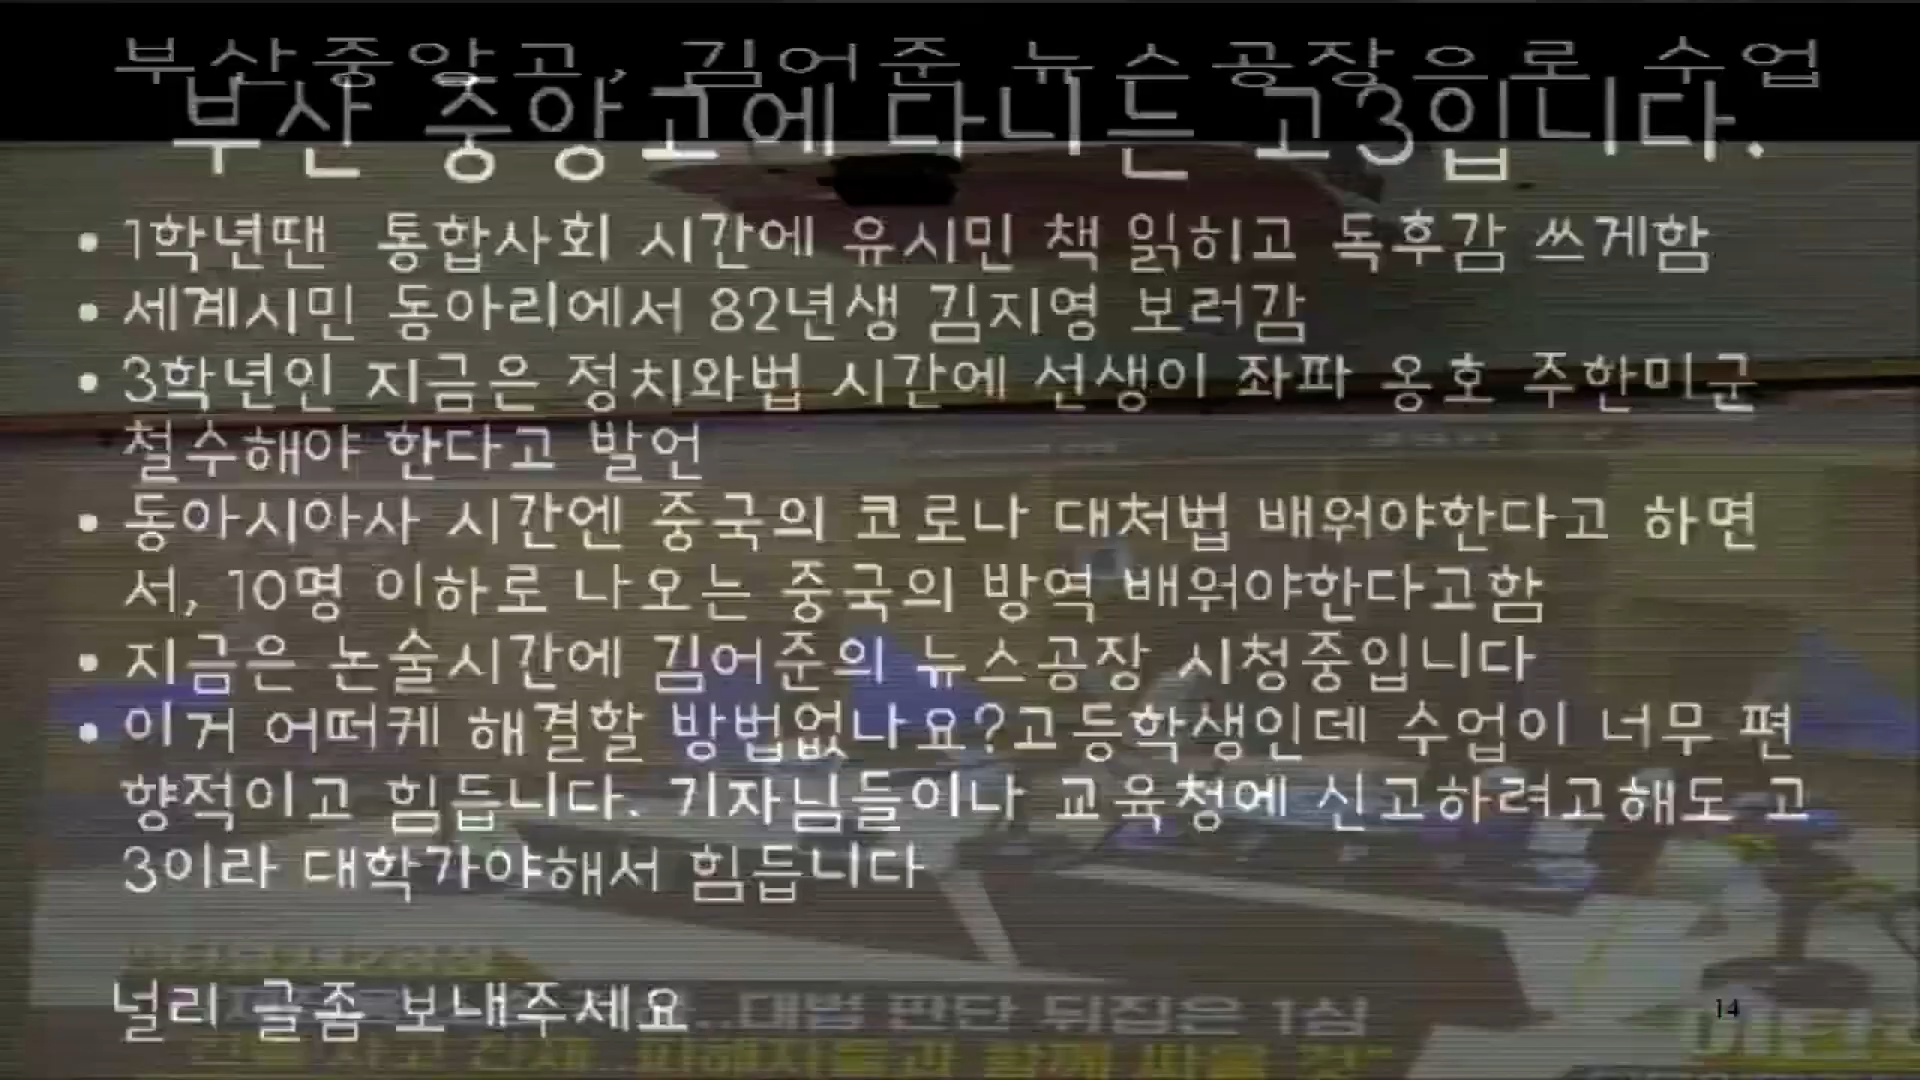 부산중앙고, 김어준 뉴스공장으로 수업
부산 중앙고에 다니는 고3입니다.
• 1학년땐 통합사회 시간에 유시민 책 읽히고 독후감 쓰게함
• 세계시민 동아리에서 82년생 김지영 보러감
• 3학년인 지금은 정치와법 시간에 선생이 좌파 옹호 주한미군
철수해야 한다고 발언
• 동아시아사 시간엔 중국의 코로나 대처법 배워야한다고 하면
서, 10명 이하로 나오는 중국의 방역 배워야한다고함
• 지금은 논술시간에 김어준의 뉴스공장 시청중입니다
• 이거 어떠케 해결할 방법없나요?고등학생인데 수업이 너무 편
향적이고 힘듭니다. 기자님들이나 교육청에 신고하려고해도 고
3이라 대학가야해서 힘듭니다
널리 글좀 보내주세요
..대법 판단 뒤집은 1심
피해자들과 함께 싸울 것"
14